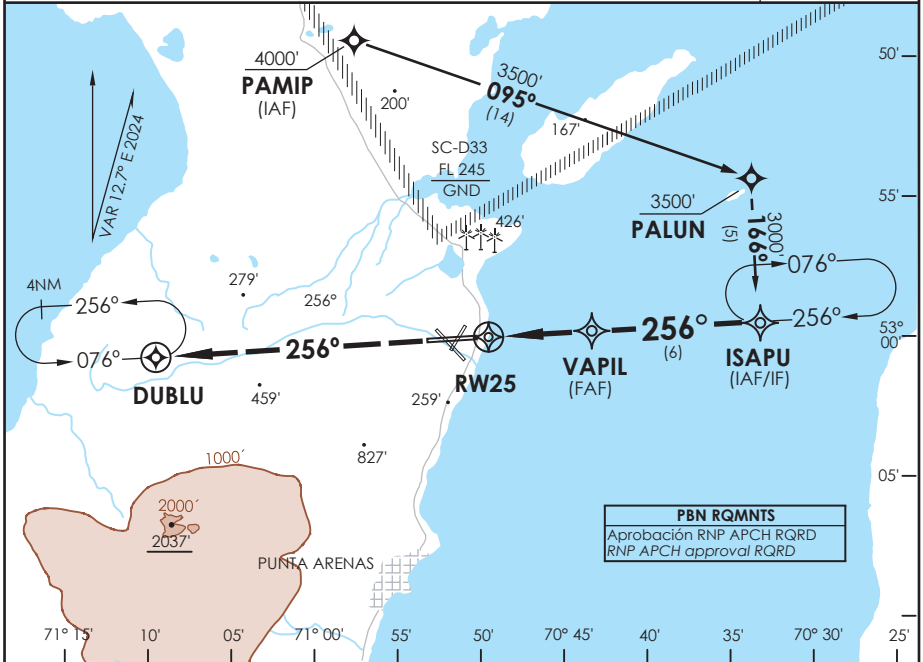 50'
4000'
PAMIP
(IAF)
3500'
095°
(14)
200'
167'
VAR 12.7° E 2024
SC-D33
FL 245
GND
55'
3500'
PALUN
3000'
166°
(5)
426'
076°
279'
256°
4NM
256°
256°
53°
00'
076°
256°
256°
(6)
DUBLU
RW25
VAPIL
(FAF)
ISAPU
(IAF/IF)
459'
259'
827'
1000´
05'
2000´
2037'
PBN RQMNTS
Aprobación RNP APCH RQRD
RNP APCH approval RQRD
PUNTA ARENAS
71° 15' 10' 05' 71° 00' 55' 50' 70° 45' 40' 35' 70° 30' 25'